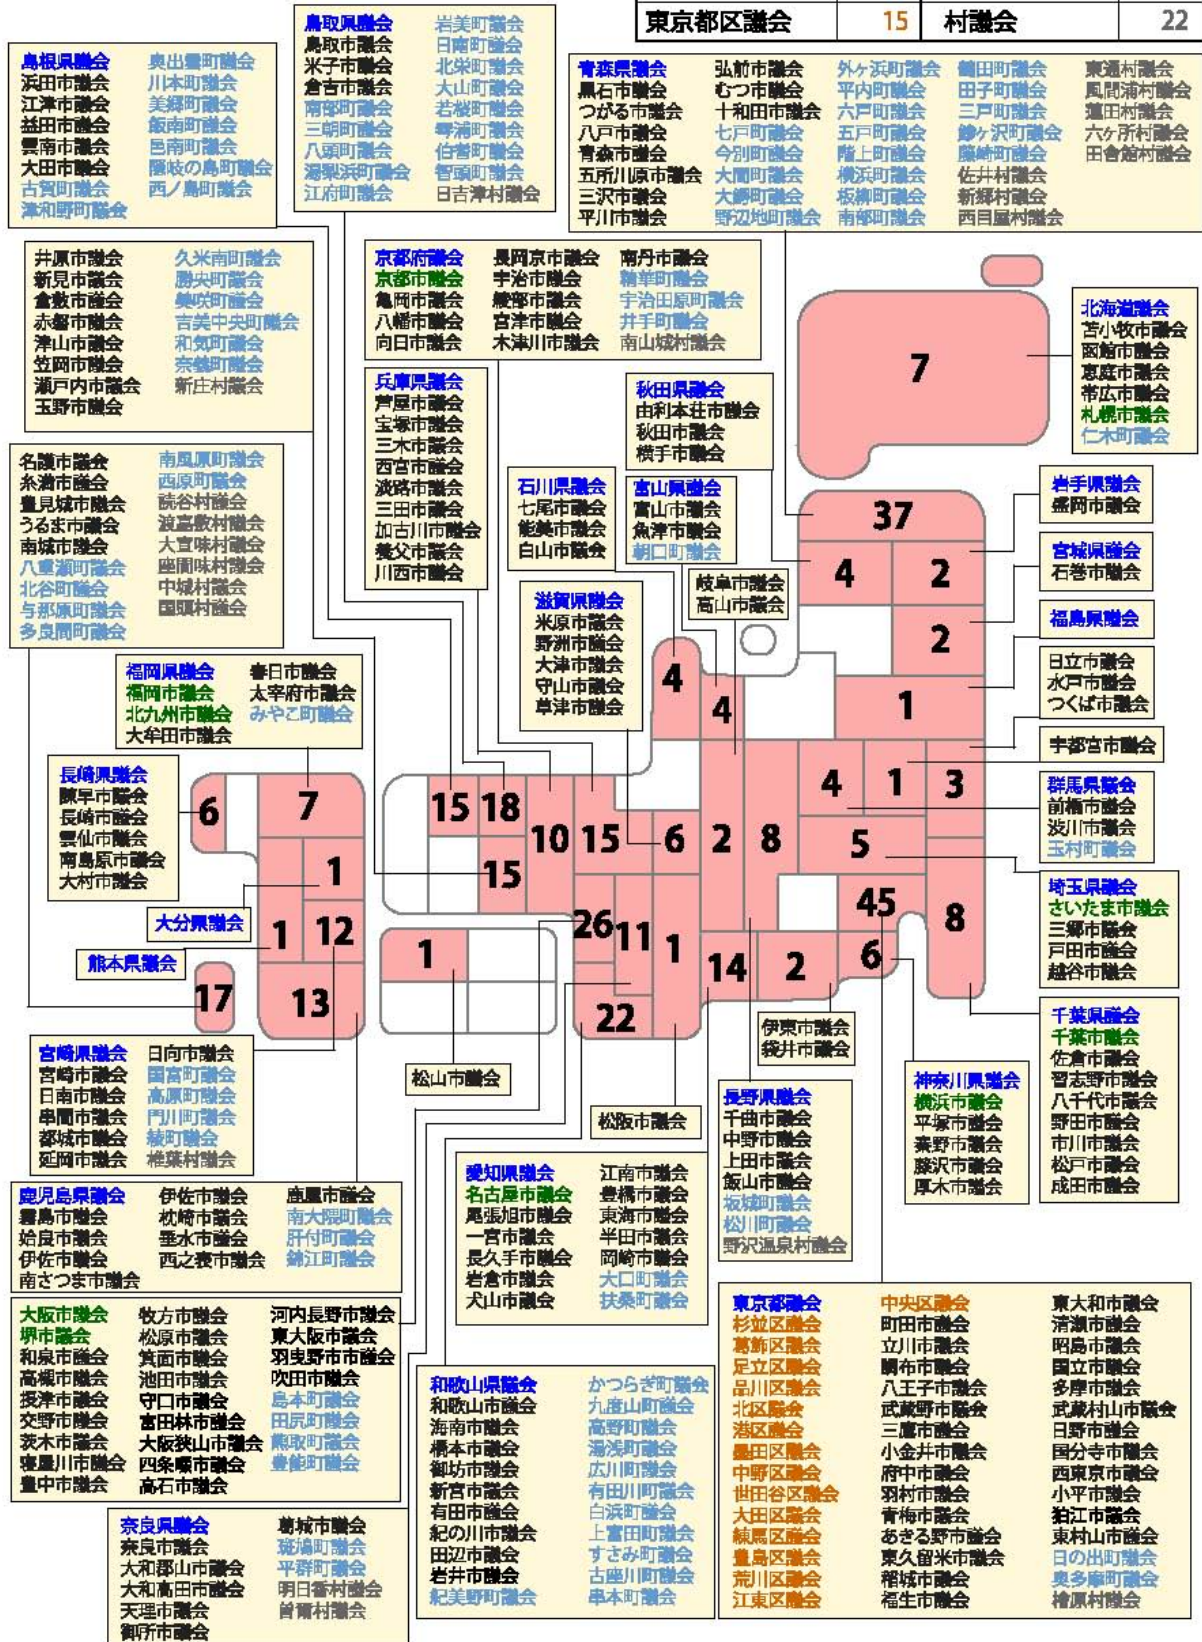 東京都区議会 15 村議会 22
島根県議会 奥出雲町議会
浜田市議会 川本町議会
江津市議会 美郷町議会
益田市議会 飯南町議会
雲南市議会 邑南町議会
大田市議会 隠岐の島町議会
古賀町議会 西ノ島町議会
津和野町議会
鳥取県議会 岩美町議会
鳥取市議会 日南町議会
米子市議会 北栄町議会
倉吉市議会 大山町議会
南部町議会 若桜町議会
三朝町議会 琴浦町議会
八頭町議会 伯耆町議会
湯梨浜町議会 智頭町議会
江府町議会 日吉津村議会
青森県議会 弘前市議会 外ヶ浜町議会 鶴田町議会 東通村議会
黒石市議会 むつ市議会 平内町議会 田子町議会 風間浦村議会
つがる市議会 十和田市議会 六戸町議会 三戸町議会 蓬田村議会
八戸市議会 七戸町議会 五戸町議会 鰺ヶ沢町議会 六ヶ所村議会
青森市議会 今別町議会 階上町議会 藤崎町議会 田舎館村議会
五所川原市議会 大間町議会 横浜町議会 佐井村議会
三沢市議会 大鰐町議会 板柳町議会 新郷村議会
平川市議会 野辺地町議会 南部町議会 西目屋村議会
井原市議会 久米南町議会
新見市議会 勝央町議会
倉敷市議会 美咲町議会
赤磐市議会 吉美中央町議会
津山市議会 和気町議会
笠岡市議会 奈義町議会
瀬戸内市議会 新庄村議会
玉野市議会
京都府議会 長岡京市議会 南丹市議会
京都市議会 宇治市議会 精華町議会
亀岡市議会 綾部市議会 宇治田原町議会
八幡市議会 宮津市議会 井手町議会
向日市議会 木津川市議会 南山城村議会
北海道議会
苫小牧市議会
函館市議会
恵庭市議会
帯広市議会
札幌市議会
仁木町議会
7
兵庫県議会
芦屋市議会
宝塚市議会
三木市議会
西宮市議会
淡路市議会
三田市議会
加古川市議会
養父市議会
川西市議会
秋田県議会
由利本荘市議会
秋田市議会
横手市議会
名護市議会 南風原町議会
糸満市議会 西原町議会
豊見城市議会 読谷村議会
うるま市議会 渡嘉敷村議会
南城市議会 大宜味村議会
八重瀬町議会 座間味村議会
北谷町議会 中城村議会
与那原町議会 国頭村議会
多良間町議会
石川県議会
七尾市議会
能美市議会
白山市議会
富山県議会
富山市議会
魚津市議会
朝日町議会
岩手県議会
盛岡市議会
宮城県議会
石巻市議会
福島県議会
岐阜市議会
高山市議会
滋賀県議会
米原市議会
野洲市議会
大津市議会
守山市議会
草津市議会
日立市議会
水戸市議会
つくば市議会
宇都宮市議会
福岡県議会 春日市議会
福岡市議会 太宰府市議会
北九州市議会 みやこ町議会
大牟田市議会
長崎県議会
諫早市議会
長崎市議会
雲仙市議会
南島原市議会
大村市議会
群馬県議会
前橋市議会
渋川市議会
玉村町議会
埼玉県議会
さいたま市議会
三郷市議会
戸田市議会
越谷市議会
37
4 2
2
4 4 1
6 7 15 18 10 15 6 2 8 4 1 3
1 15 5
1 12 26 11 1 45 8
1 14 2 6
17 13 22
大分県議会
熊本県議会
宮崎県議会 日向市議会
宮崎市議会 国富町議会
日南市議会 高原町議会
串間市議会 門川町議会
都城市議会 綾町議会
延岡市議会 椎葉村議会
松山市議会
松阪市議会
伊東市議会
袋井市議会
千葉県議会
千葉市議会
佐倉市議会
習志野市議会
八千代市議会
野田市議会
市川市議会
松戸市議会
成田市議会
神奈川県議会
横浜市議会
平塚市議会
秦野市議会
藤沢市議会
厚木市議会
長野県議会
千曲市議会
中野市議会
上田市議会
飯山市議会
坂城町議会
松川町議会
野沢温泉村議会
愛知県議会 江南市議会
名古屋市議会 豊橋市議会
尾張旭市議会 東海市議会
一宮市議会 半田市議会
長久手市議会 岡崎市議会
岩倉市議会 大口町議会
犬山市議会 扶桑町議会
鹿児島県議会 伊佐市議会 鹿屋市議会
霧島市議会 枕崎市議会 南大隅町議会
姶良市議会 垂水市議会 肝付町議会
伊佐市議会 西之表市議会 錦江町議会
南さつま市議会
大阪市議会 牧方市議会 河内長野市議会
堺市議会 松原市議会 東大阪市議会
和泉市議会 箕面市議会 羽曳野市市議会
高槻市議会 池田市議会 吹田市議会
摂津市議会 守口市議会 島本町議会
交野市議会 富田林市議会 田尻町議会
茨木市議会 大阪狭山市議会 熊取町議会
寝屋川市議会 四条畷市議会 豊能町議会
豊中市議会 高石市議会
和歌山県議会 かつらぎ町議会
和歌山市議会 九度山町議会
海南市議会 高野町議会
橋本市議会 湯浅町議会
御坊市議会 広川町議会
新宮市議会 有田川町議会
有田市議会 白浜町議会
紀の川市議会 上富田町議会
田辺市議会 すさみ町議会
岩井市議会 古座川町議会
紀美野町議会 串本町議会
東京都議会 中央区議会 東大和市議会
杉並区議会 町田市議会 清瀬市議会
葛飾区議会 立川市議会 昭島市議会
足立区議会 調布市議会 国立市議会
品川区議会 八王子市議会 多摩市議会
北区議会 武蔵野市議会 武蔵村山市議会
港区議会 三鷹市議会 日野市議会
墨田区議会 小金井市議会 国分寺市議会
中野区議会 府中市議会 西東京市議会
世田谷区議会 羽村市議会 小平市議会
大田区議会 青梅市議会 狛江市議会
練馬区議会 あきる野市議会 東村山市議会
豊島区議会 東久留米市議会 日の出町議会
荒川区議会 稲城市議会 奥多摩町議会
江東区議会 福生市議会 檜原村議会
奈良県議会 葛城市議会
奈良市議会 斑鳩町議会
大和郡山市議会 平群町議会
大和高田市議会 明日香村議会
天理市議会 曽爾村議会
御所市議会